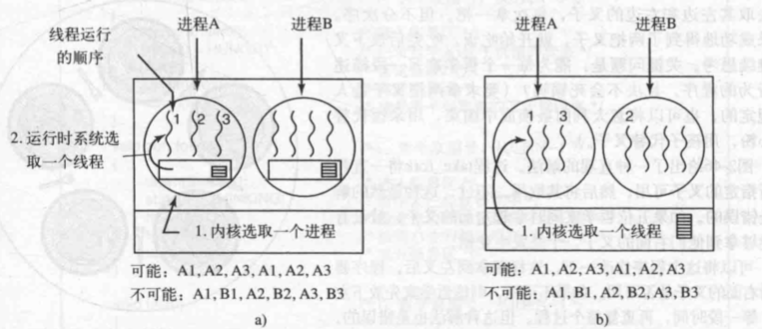 进程A
进程B
线程运行
的顺序
1 2 3
2.运行时系统选
取一个线程
1.内核选取一个进程
可能：A1, A2, A3, A1, A2, A3
不可能：A1, B1, A2, B2, A3, B3
a)
进程A
进程B
1 3 2
1.内核选取一个线程
可能：A1, A2, A3, A1, A2, A3
可能：A1, B1, A2, B2, A3, B3
b)